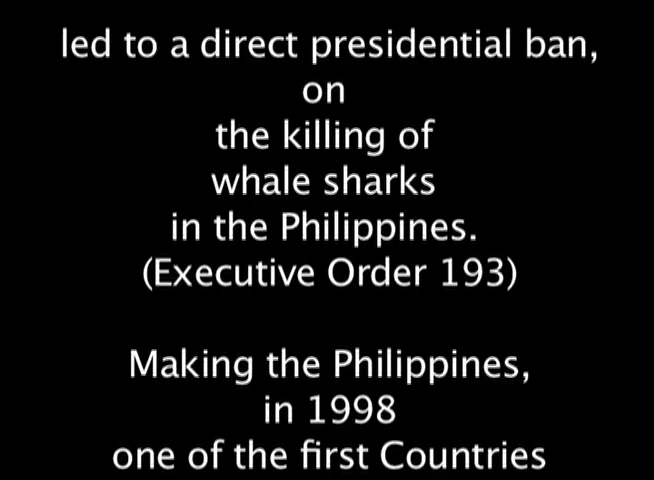 led to a direct presidential ban,
on
the killing of
whale sharks
in the Philippines.
(Executive Order 193)
Making the Philippines,
in 1998
one of the first Countries